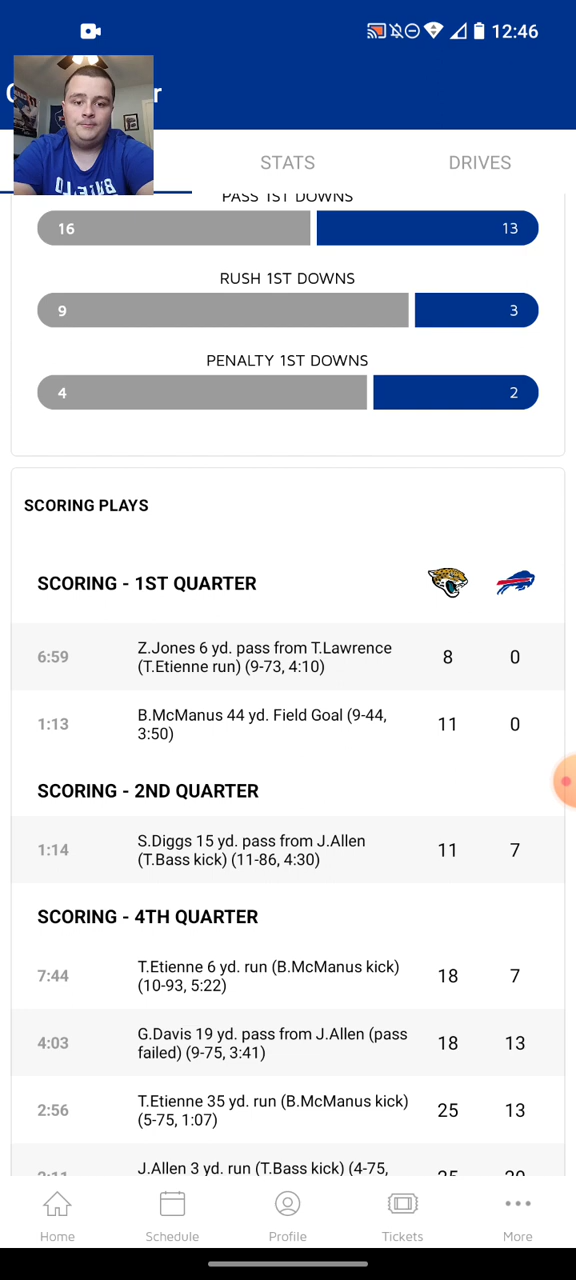 12:46
STATS
DRIVES
PASS 1ST DOWNS
16
13
RUSH 1ST DOWNS
9
3
PENALTY 1ST DOWNS
4
2
SCORING PLAYS
SCORING - 1ST QUARTER
6:59
Z.Jones 6 yd. pass from T.Lawrence
(T.Etienne run) (9-73, 4:10)
8
0
1:13
B.McManus 44 yd. Field Goal (9-44,
3:50)
11
0
SCORING - 2ND QUARTER
1:14
S.Diggs 15 yd. pass from J.Allen
(T.Bass kick) (11-86, 4:30)
11
7
SCORING - 4TH QUARTER
7:44
T.Etienne 6 yd. run (B.McManus kick)
(10-93, 5:22)
18
7
4:03
G.Davis 19 yd. pass from J.Allen (pass
failed) (9-75, 3:41)
18
13
2:56
T.Etienne 35 yd. run (B.McManus kick)
(5-75, 1:07)
25
13
J.Allen 3 yd. run (T.Bass kick) (4-75,
25
20
Home
Schedule
Profile
Tickets
More